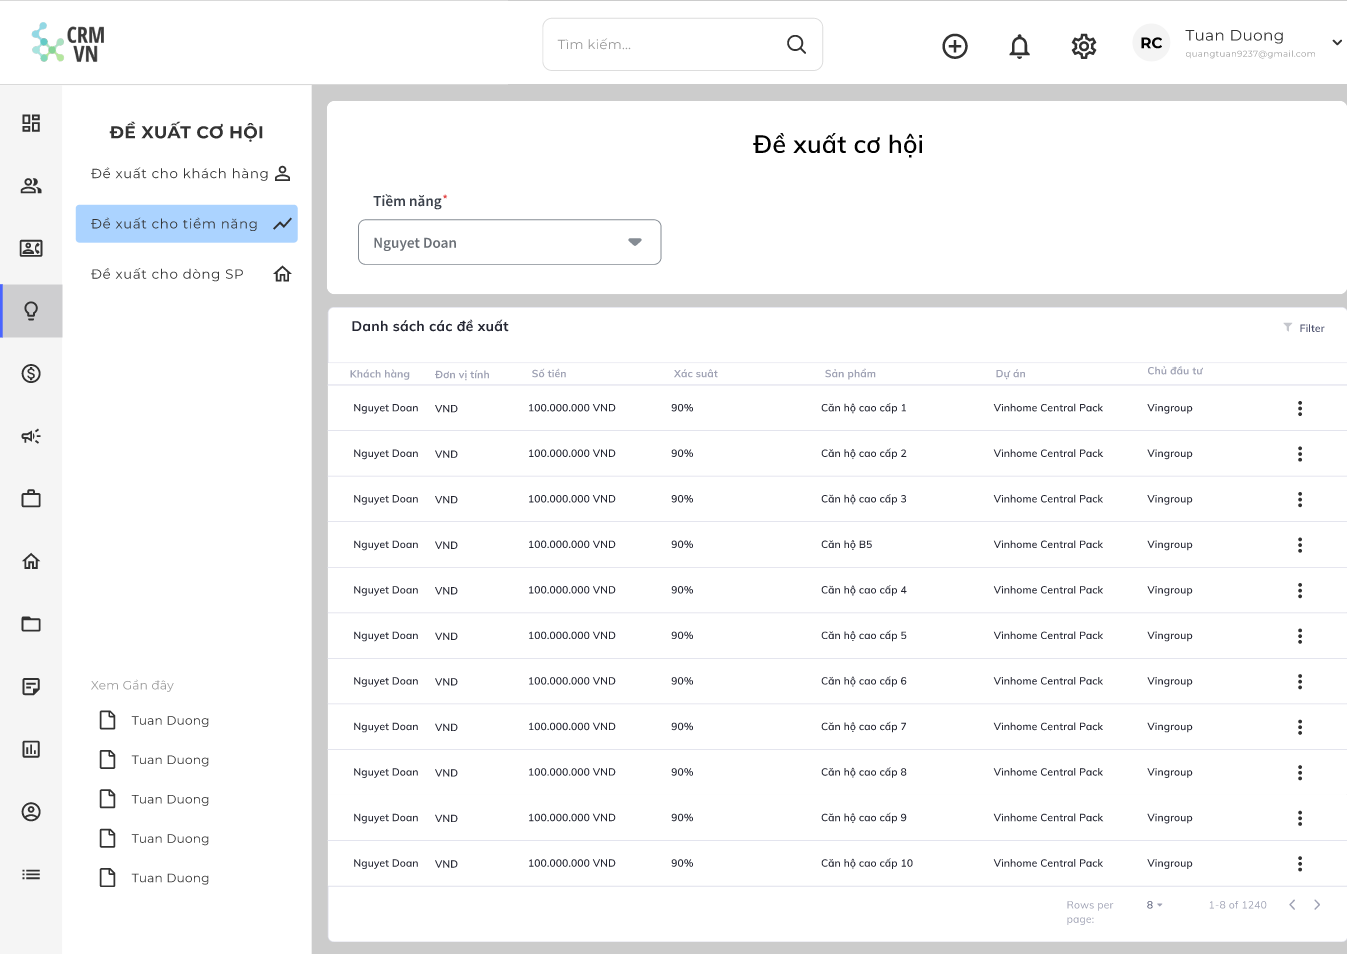 CRM
VN
Tìm kiếm...
RC
Tuan Duong
quangtuan9237@gmail.com
ĐỀ XUẤT CƠ HỘI
Đề xuất cho khách hàng
Đề xuất cho tiềm năng
Đề xuất cho dòng SP
Xem Gần đây
Tuan Duong
Tuan Duong
Tuan Duong
Tuan Duong
Tuan Duong
Đề xuất cơ hội
Tiềm năng*
Nguyet Doan
Danh sách các đề xuất
Filter
Khách hàng Đơn vị tính Số tiền Xác suất Sản phẩm Dự án Chủ đầu tư
Nguyet Doan VND 100.000.000 VND 90% Căn hộ cao cấp 1 Vinhome Central Pack Vingroup
Nguyet Doan VND 100.000.000 VND 90% Căn hộ cao cấp 2 Vinhome Central Pack Vingroup
Nguyet Doan VND 100.000.000 VND 90% Căn hộ cao cấp 3 Vinhome Central Pack Vingroup
Nguyet Doan VND 100.000.000 VND 90% Căn hộ B5 Vinhome Central Pack Vingroup
Nguyet Doan VND 100.000.000 VND 90% Căn hộ cao cấp 4 Vinhome Central Pack Vingroup
Nguyet Doan VND 100.000.000 VND 90% Căn hộ cao cấp 5 Vinhome Central Pack Vingroup
Nguyet Doan VND 100.000.000 VND 90% Căn hộ cao cấp 6 Vinhome Central Pack Vingroup
Nguyet Doan VND 100.000.000 VND 90% Căn hộ cao cấp 7 Vinhome Central Pack Vingroup
Nguyet Doan VND 100.000.000 VND 90% Căn hộ cao cấp 8 Vinhome Central Pack Vingroup
Nguyet Doan VND 100.000.000 VND 90% Căn hộ cao cấp 9 Vinhome Central Pack Vingroup
Nguyet Doan VND 100.000.000 VND 90% Căn hộ cao cấp 10 Vinhome Central Pack Vingroup
Rows per page: 8 1-8 of 1240